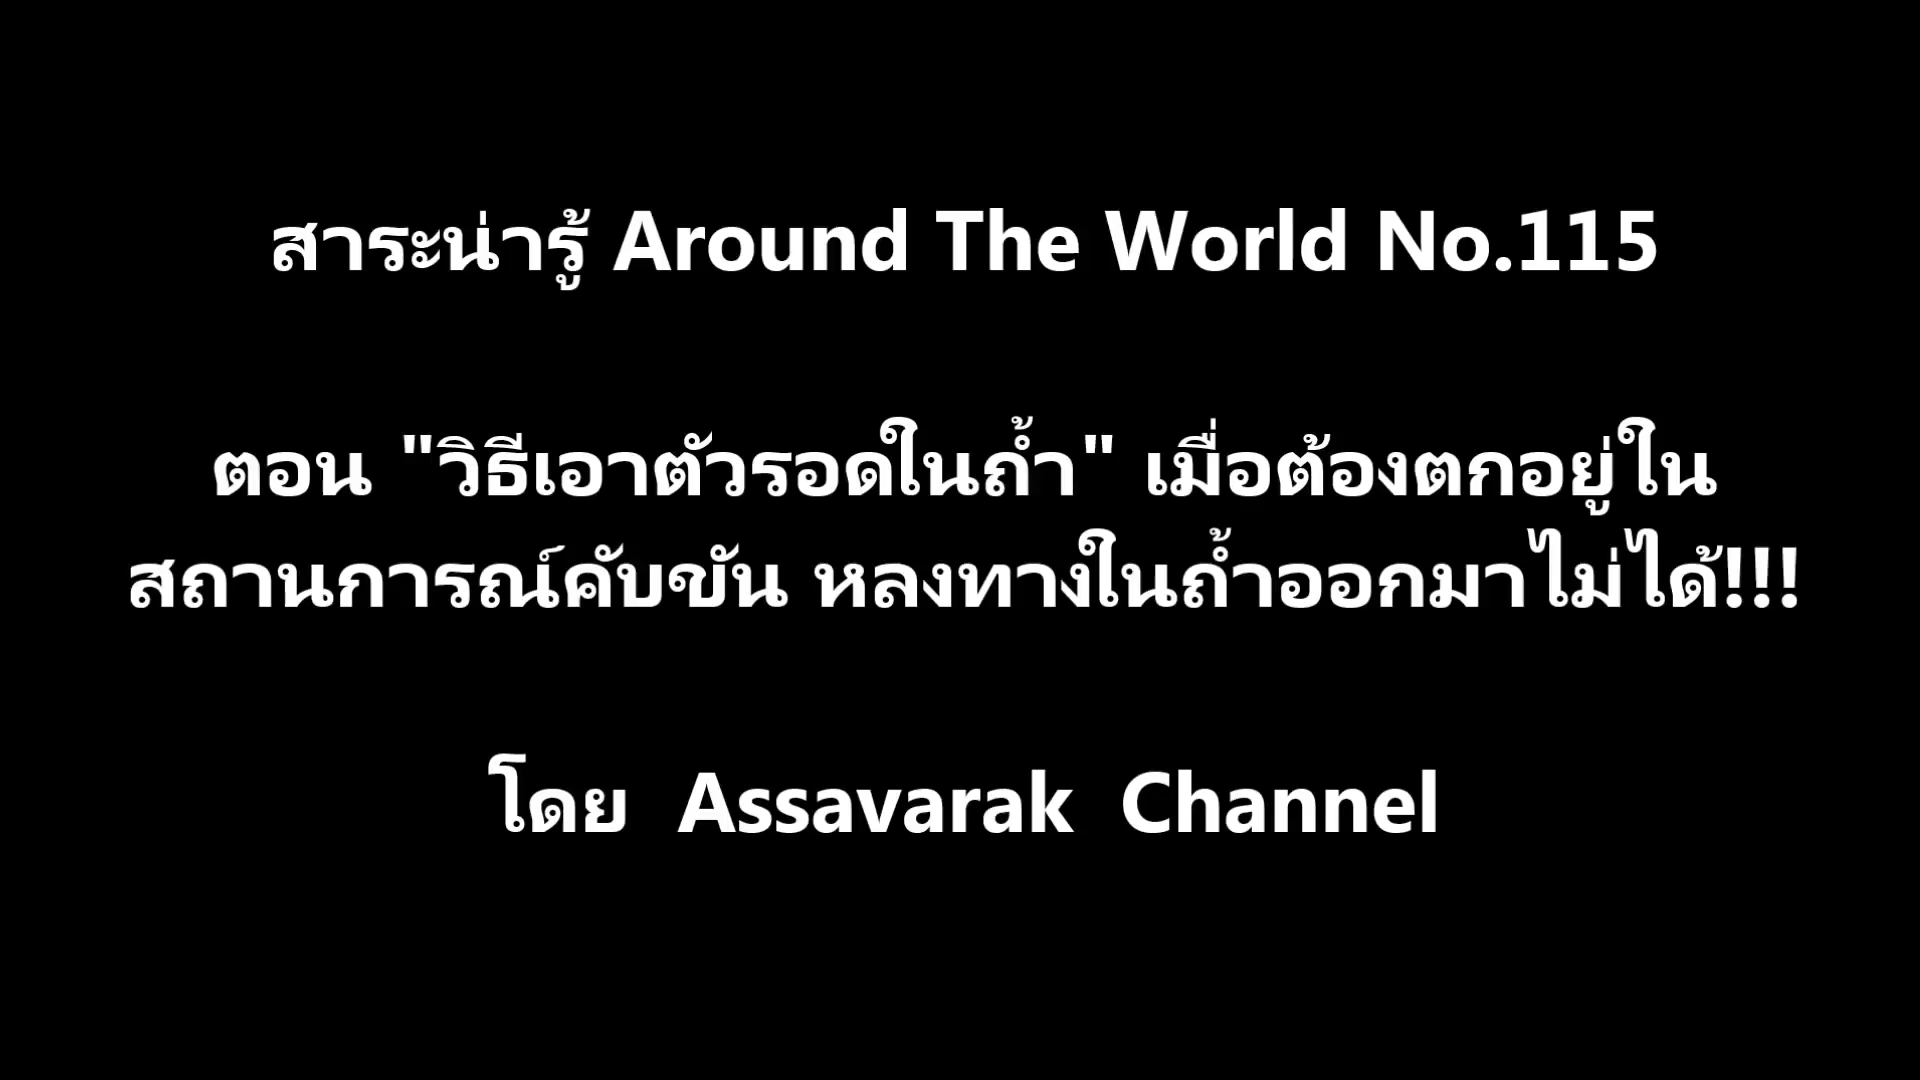 สาระน่ารู้ Around The World No.115
ตอน "วิธีเอาตัวรอดในถ้ำ" เมื่อต้องตกอยู่ใน
สถานการณ์คับขัน หลงทางในถ้ำออกมาไม่ได้!!!
โดย Assavarak Channel